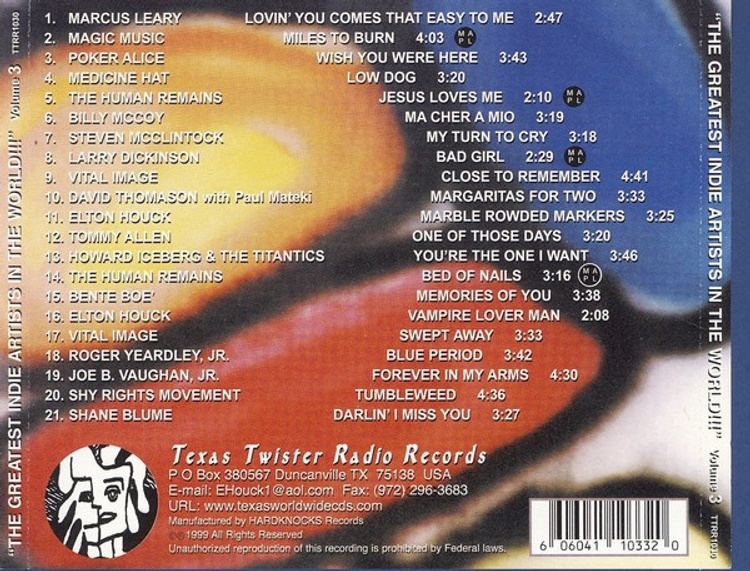 1. MARCUS LEARY LOVIN' YOU COMES THAT EASY TO ME 2:47
2. MAGIC MUSIC MILES TO BURN 4:03 MAPL
3. POKER ALICE WISH YOU WERE HERE 3:43
4. MEDICINE HAT LOW DOG 3:20
5. THE HUMAN REMAINS JESUS LOVES ME 2:10 MAPL
6. BILLY MCCOY MA CHER A MIO 3:19
7. STEVEN MCCLINTOCK MY TURN TO CRY 3:18
8. LARRY DICKINSON BAD GIRL 2:29 MAPL
9. VITAL IMAGE CLOSE TO REMEMBER 4:41
10. DAVID THOMASON with Paul Mateki MARGARITAS FOR TWO 3:33
11. ELTON HOUCK MARBLE ROWDED MARKERS 3:25
12. TOMMY ALLEN ONE OF THOSE DAYS 3:20
13. HOWARD ICEBERG & THE TITANTICS YOU'RE THE ONE I WANT 3:46
14. THE HUMAN REMAINS BED OF NAILS 3:16 MAPL
15. BENTE BOE' MEMORIES OF YOU 3:38
16. ELTON HOUCK VAMPIRE LOVER MAN 2:08
17. VITAL IMAGE SWEPT AWAY 3:33
18. ROGER YEARDLEY, JR. BLUE PERIOD 3:42
19. JOE B. VAUGHAN, JR. FOREVER IN MY ARMS 4:30
20. SHY RIGHTS MOVEMENT TUMBLEWEED 4:36
21. SHANE BLUME DARLIN' I MISS YOU 3:27
Texas Twister Radio Records
P O Box 380567 Duncanville TX 75138 USA
E-mail: EHouck1@aol.com Fax: (972) 296-3683
URL: www.texasworldwidecds.com
Manufactured by HARDKNOCKS Records
℗© 1999 All Rights Reserved
Unauthorized reproduction of this recording is prohibited by Federal laws.
6 06041 10332 0
"THE GREATEST INDIE ARTISTS IN THE WORLD!!!" Volume 3 TTRR1030
"THE GREATEST INDIE ARTISTS IN THE WORLD!!!" Volume 3 TTRR1030